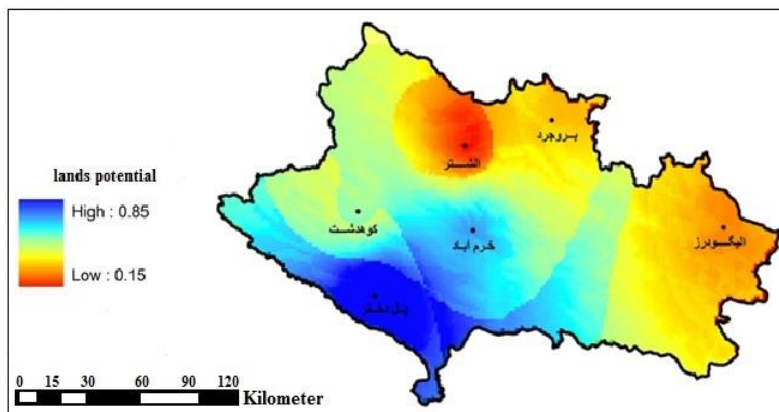 بروجرد
الشتر
lands potential
High : 0.85
Low : 0.15
کوهدشت
خرم آباد
الیگودرز
پل دختر
0 15 30 60 90 120
Kilometer